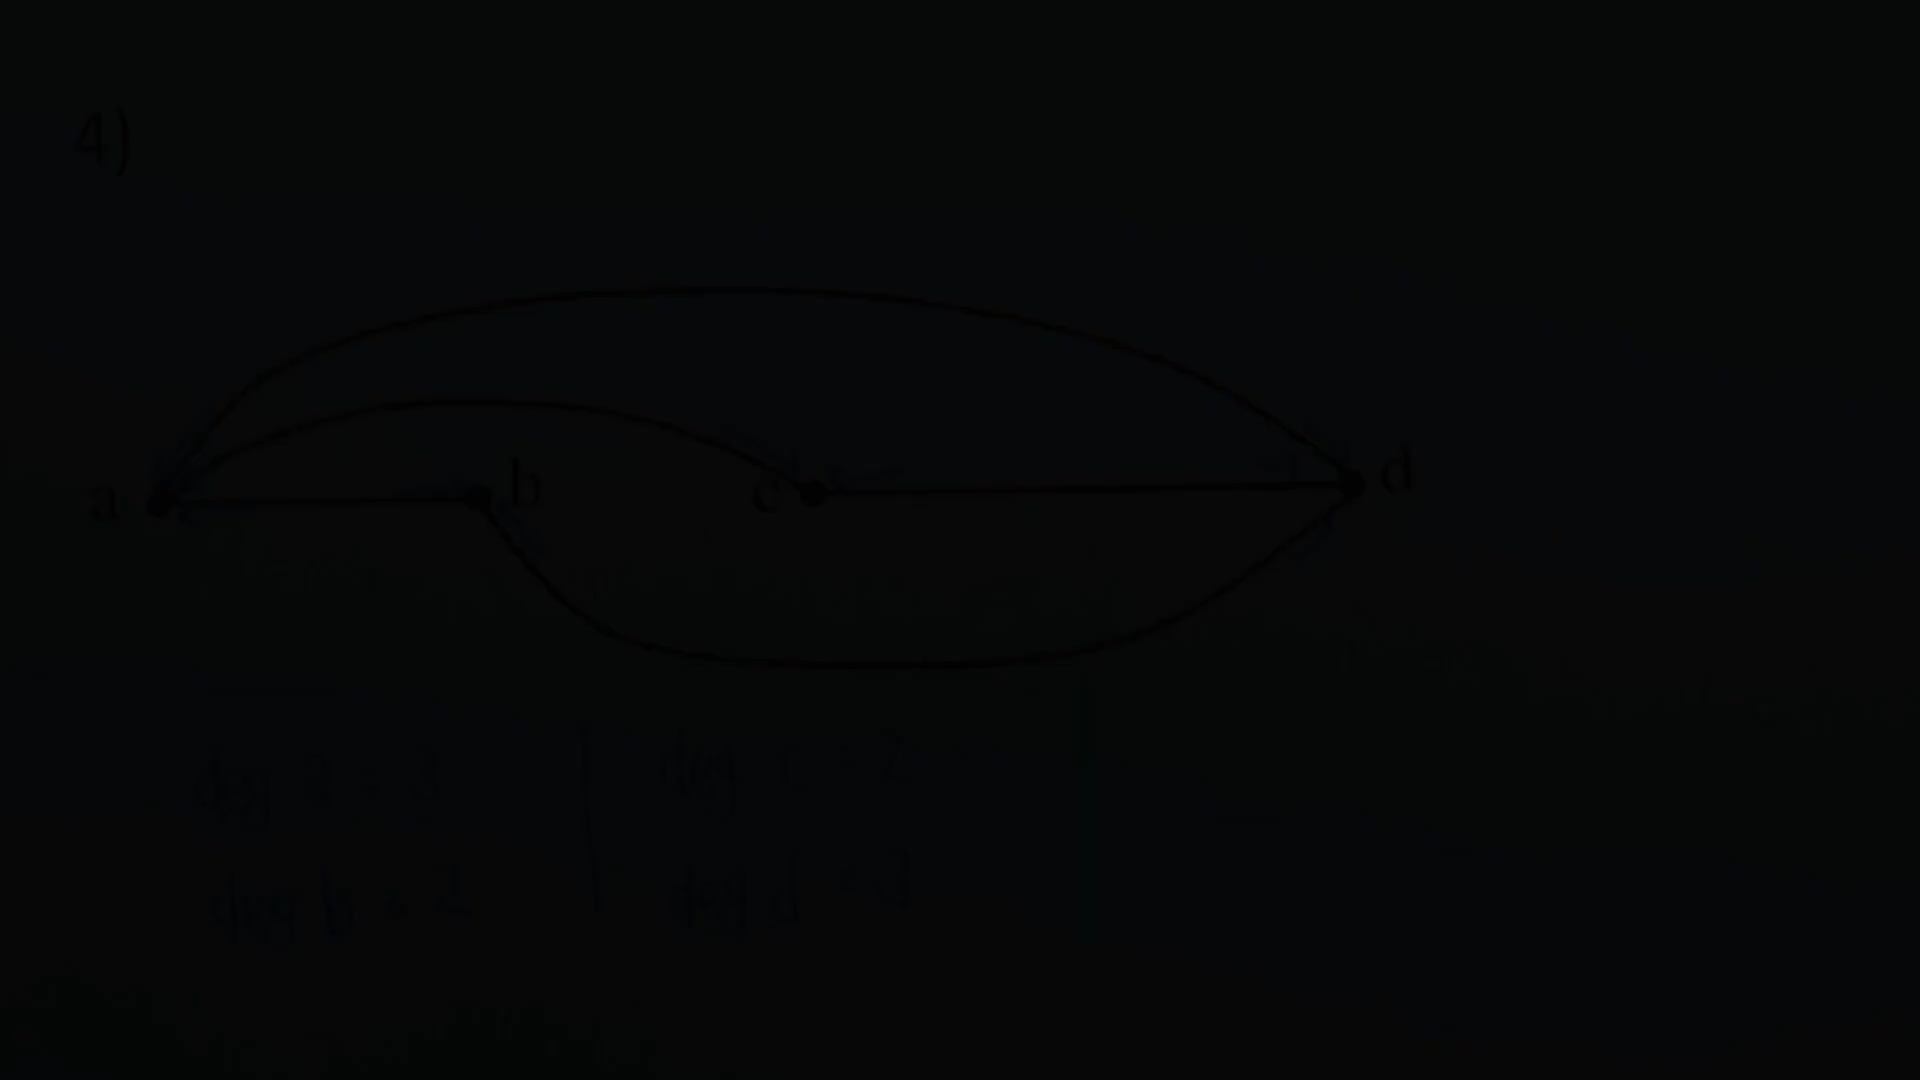 4)
a b c d
deg a = 3
deg b = 2
deg c = 2
deg d = 3